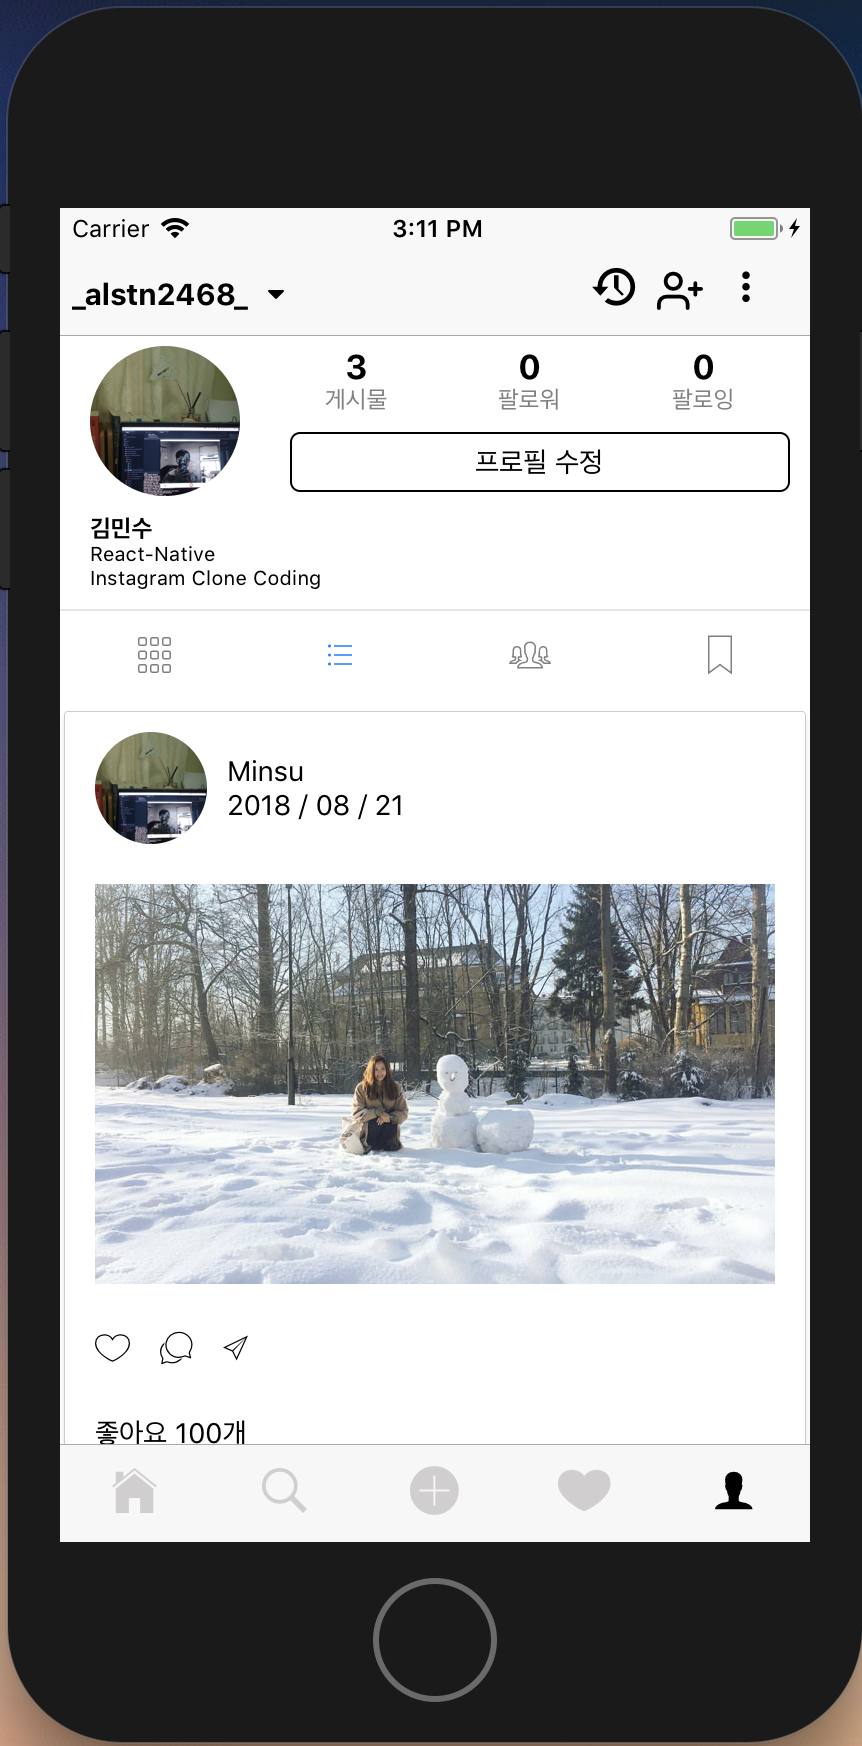 Carrier 3:11 PM
_alstn2468_
3 0 0
게시물 팔로워 팔로잉
프로필 수정
김민수
React-Native
Instagram Clone Coding
Minsu
2018 / 08 / 21
좋아요 100개